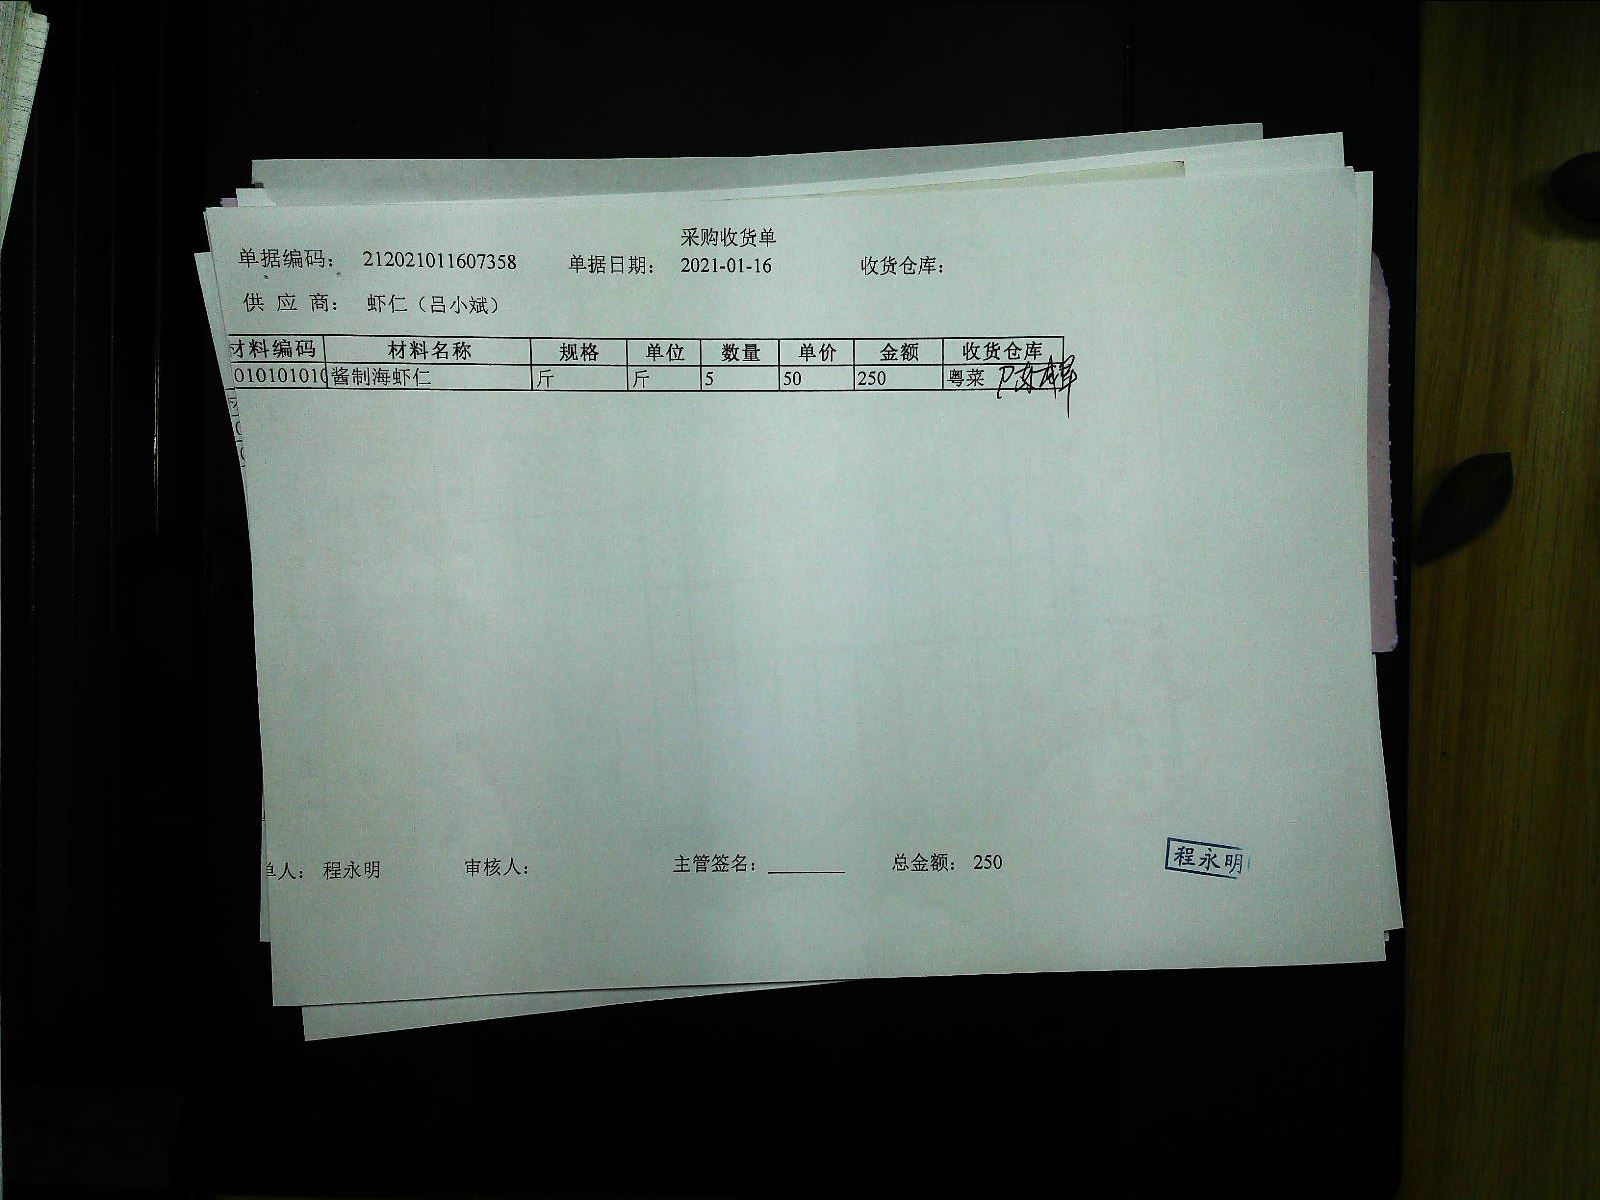 采购收货单
单据编码： 212021011607358 单据日期： 2021-01-16 收货仓库：
供 应 商： 虾仁（吕小斌）
材料编码 材料名称 规格 单位 数量 单价 金额 收货仓库
010101010 酱制海虾仁 斤 斤 5 50 250 粤菜
单人： 程永明 审核人： 主管签名： ________ 总金额： 250
程永明